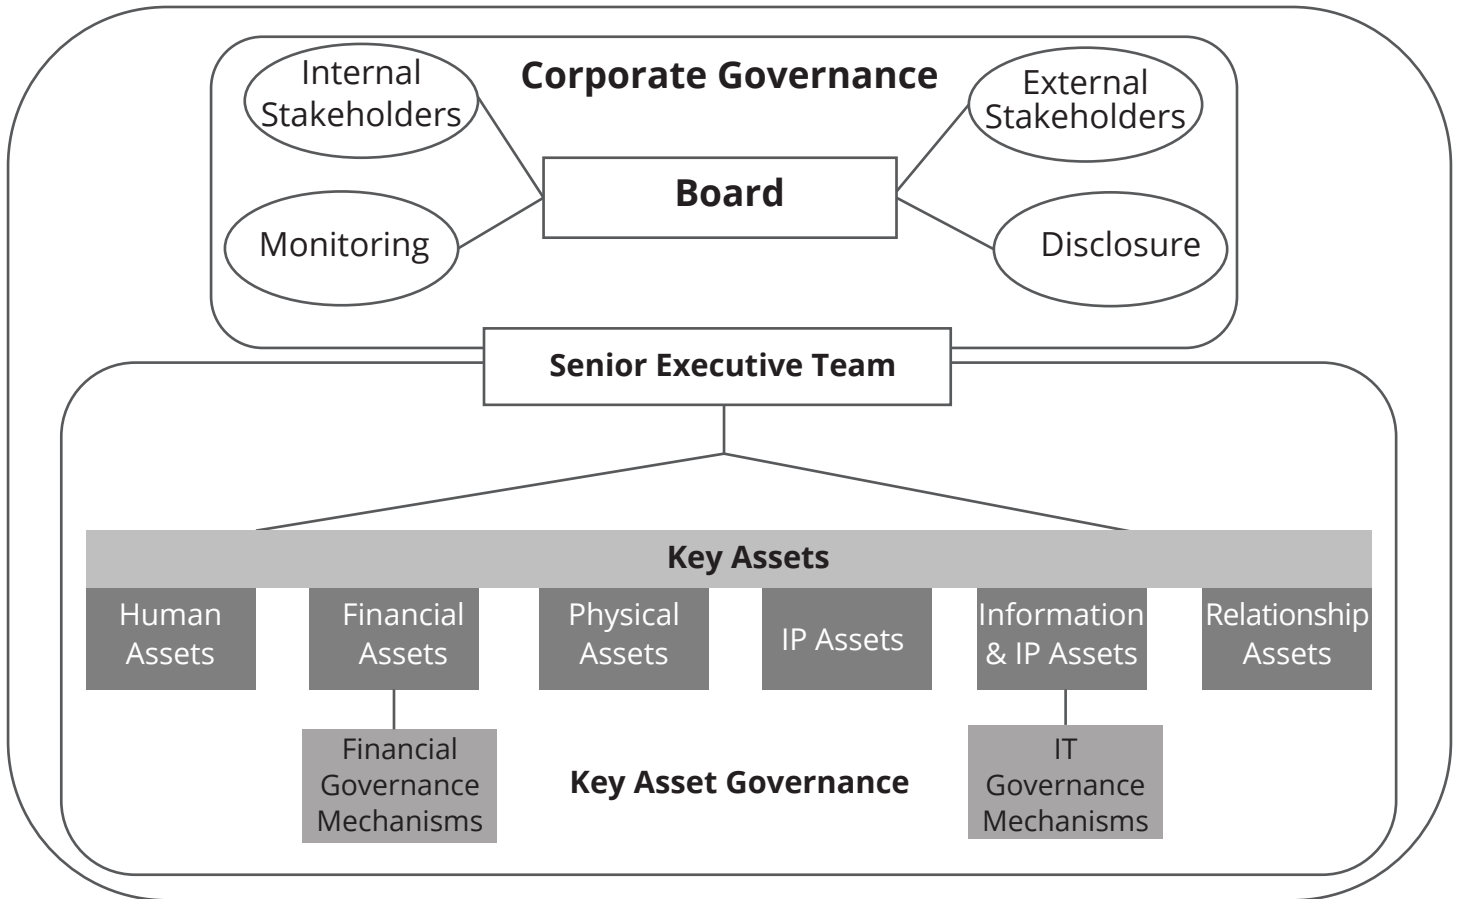 Corporate Governance
Internal
Stakeholders
External
Stakeholders
Board
Monitoring
Disclosure
Senior Executive Team
Key Assets
Human
Assets
Financial
Assets
Physical
Assets
IP Assets
Information
& IP Assets
Relationship
Assets
Financial
Governance
Mechanisms
Key Asset Governance
IT
Governance
Mechanisms